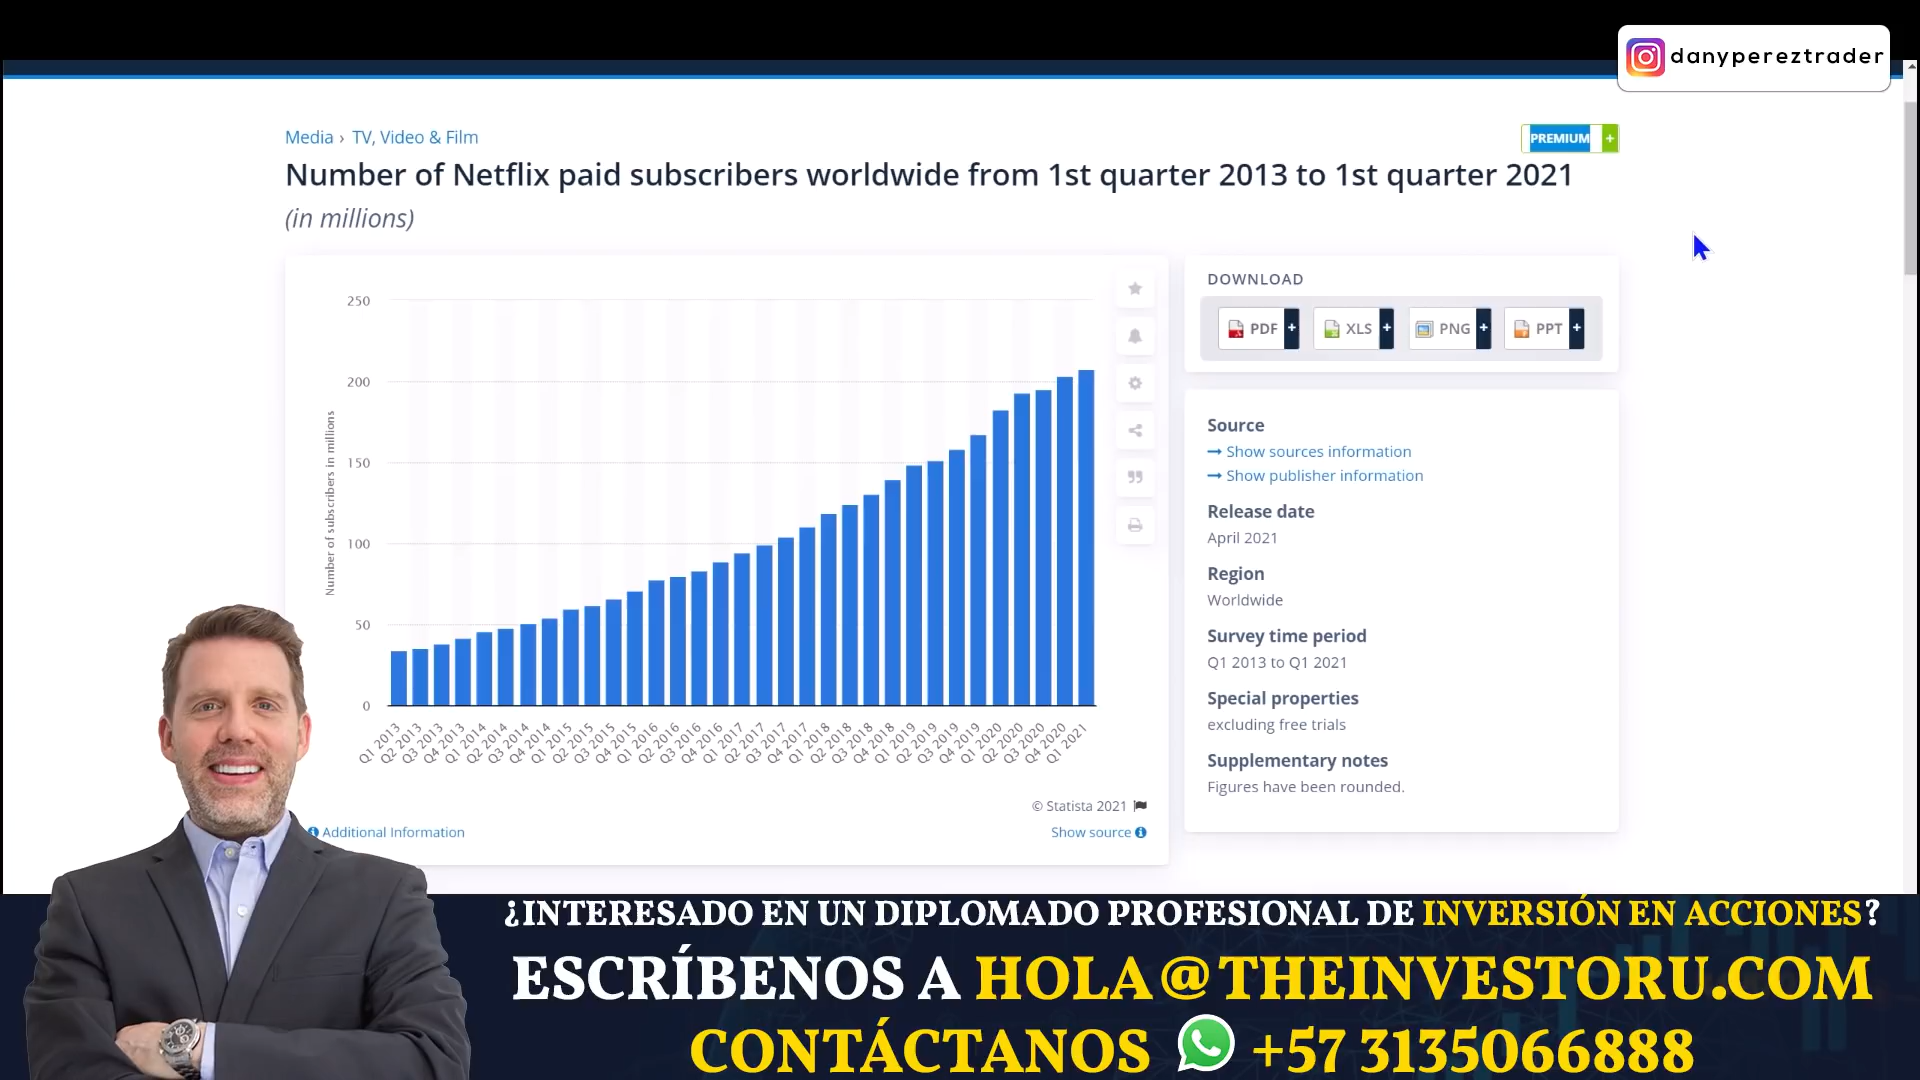 danypereztrader
Media › TV, Video & Film
PREMIUM +
Number of Netflix paid subscribers worldwide from 1st quarter 2013 to 1st quarter 2021
(in millions)
DOWNLOAD
PDF + XLS + PNG + PPT +
250
200
150
100
50
0
Number of subscribers in millions
Q1 2013 Q2 2013 Q3 2013 Q4 2013 Q1 2014 Q2 2014 Q3 2014 Q4 2014 Q1 2015 Q2 2015 Q3 2015 Q4 2015 Q1 2016 Q2 2016 Q3 2016 Q4 2016 Q1 2017 Q2 2017 Q3 2017 Q4 2017 Q1 2018 Q2 2018 Q3 2018 Q4 2018 Q1 2019 Q2 2019 Q3 2019 Q4 2019 Q1 2020 Q2 2020 Q3 2020 Q4 2020 Q1 2021
© Statista 2021
Additional Information
Show source
Source
→ Show sources information
→ Show publisher information
Release date
April 2021
Region
Worldwide
Survey time period
Q1 2013 to Q1 2021
Special properties
excluding free trials
Supplementary notes
Figures have been rounded.
¿INTERESADO EN UN DIPLOMADO PROFESIONAL DE INVERSIÓN EN ACCIONES?
ESCRÍBENOS A HOLA@THEINVESTORU.COM
CONTÁCTANOS +57 3135066888